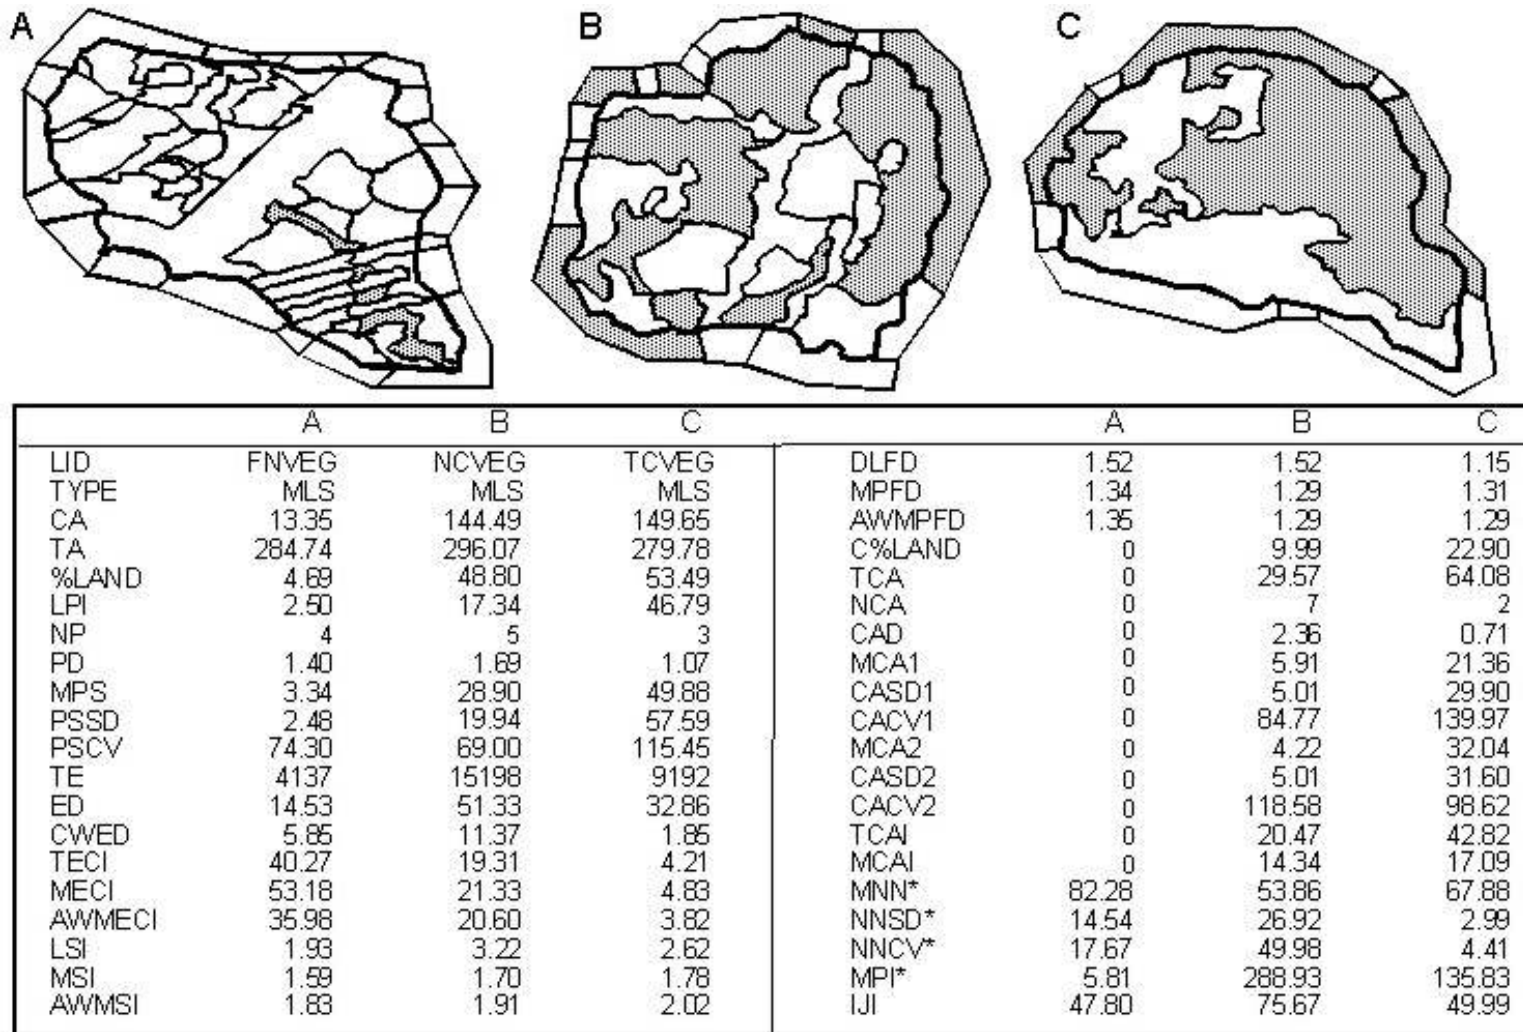 A B C
A B C A B C
LID FNVEG NCVEG TCVEG DLFD 1.52 1.52 1.15
TYPE MLS MLS MLS MPFD 1.34 1.29 1.31
CA 13.35 144.49 149.65 AWMPFD 1.35 1.29 1.29
TA 284.74 296.07 279.78 C%LAND 0 9.99 22.90
%LAND 4.69 48.80 53.49 TCA 0 29.57 64.08
LPI 2.50 17.34 46.79 NCA 0 7 2
NP 4 5 3 CAD 0 2.36 0.71
PD 1.40 1.69 1.07 MCA1 0 5.91 21.36
MPS 3.34 28.90 49.88 CASD1 0 5.01 29.90
PSSD 2.48 19.94 57.59 CACV1 0 84.77 139.97
PSCV 74.30 69.00 115.45 MCA2 0 4.22 32.04
TE 4137 15198 9192 CASD2 0 5.01 31.60
ED 14.53 51.33 32.86 CACV2 0 118.58 98.62
CWED 5.85 11.37 1.85 TCAI 0 20.47 42.82
TECI 40.27 19.31 4.21 MCAI 0 14.34 17.09
MECI 53.18 21.33 4.83 MNN* 82.28 53.86 67.88
AWMECI 35.98 20.60 3.82 NNSD* 14.54 26.92 2.99
LSI 1.93 3.22 2.62 NNCV* 17.67 49.98 4.41
MSI 1.59 1.70 1.78 MPI* 5.81 288.93 135.83
AWMSI 1.83 1.91 2.02 IJI 47.80 75.67 49.99